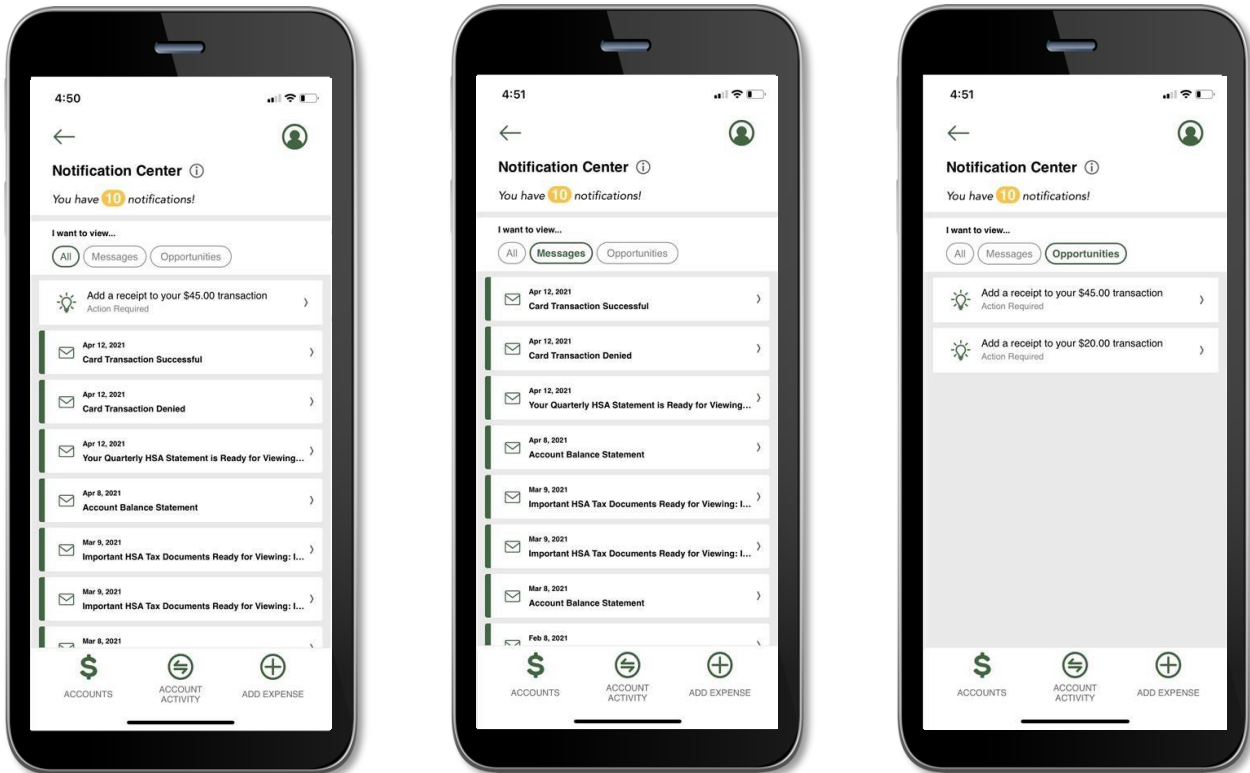 4:50
Notification Center
You have 10 notifications!
I want to view...
All Messages Opportunities
Add a receipt to your $45.00 transaction
Action Required
Apr 12, 2021
Card Transaction Successful
Apr 12, 2021
Card Transaction Denied
Apr 12, 2021
Your Quarterly HSA Statement is Ready for Viewing...
Apr 8, 2021
Account Balance Statement
Mar 9, 2021
Important HSA Tax Documents Ready for Viewing: I...
Mar 9, 2021
Important HSA Tax Documents Ready for Viewing: I...
Mar 8, 2021
ACCOUNTS
ACCOUNT
ACTIVITY
ADD EXPENSE
4:51
Notification Center
You have 10 notifications!
I want to view...
All Messages Opportunities
Apr 12, 2021
Card Transaction Successful
Apr 12, 2021
Card Transaction Denied
Apr 12, 2021
Your Quarterly HSA Statement is Ready for Viewing...
Apr 8, 2021
Account Balance Statement
Mar 9, 2021
Important HSA Tax Documents Ready for Viewing: I...
Mar 9, 2021
Important HSA Tax Documents Ready for Viewing: I...
Mar 8, 2021
Account Balance Statement
Feb 8, 2021
ACCOUNTS
ACCOUNT
ACTIVITY
ADD EXPENSE
4:51
Notification Center
You have 10 notifications!
I want to view...
All Messages Opportunities
Add a receipt to your $45.00 transaction
Action Required
Add a receipt to your $20.00 transaction
Action Required
ACCOUNTS
ACCOUNT
ACTIVITY
ADD EXPENSE